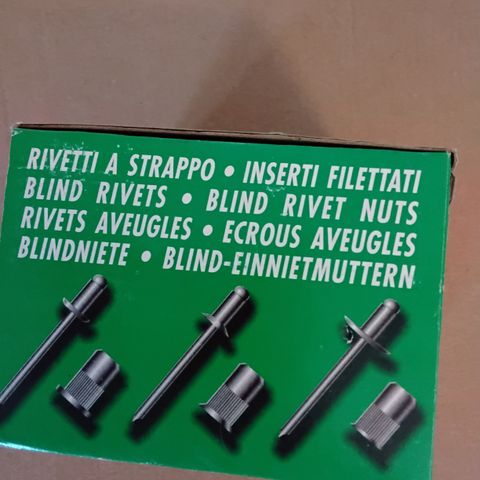 RIVETTI A STRAPPO • INSERTI FILETTATI
BLIND RIVETS • BLIND RIVET NUTS
RIVETS AVEUGLES • ECROUS AVEUGLES
BLINDNIETE • BLIND-EINNIETMUTTERN